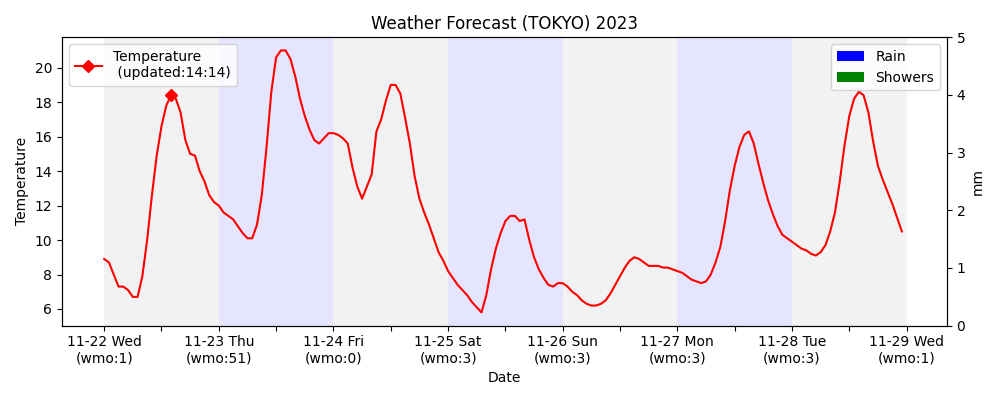 Weather Forecast (TOKYO) 2023
Temperature
(updated:14:14)
Rain
Showers
Temperature
20
18
16
14
12
10
8
6
5
4
3
2
1
0
mm
11-22 Wed 11-23 Thu 11-24 Fri 11-25 Sat 11-26 Sun 11-27 Mon 11-28 Tue 11-29 Wed
(wmo:1) (wmo:51) (wmo:0) (wmo:3) (wmo:3) (wmo:3) (wmo:3) (wmo:1)
Date